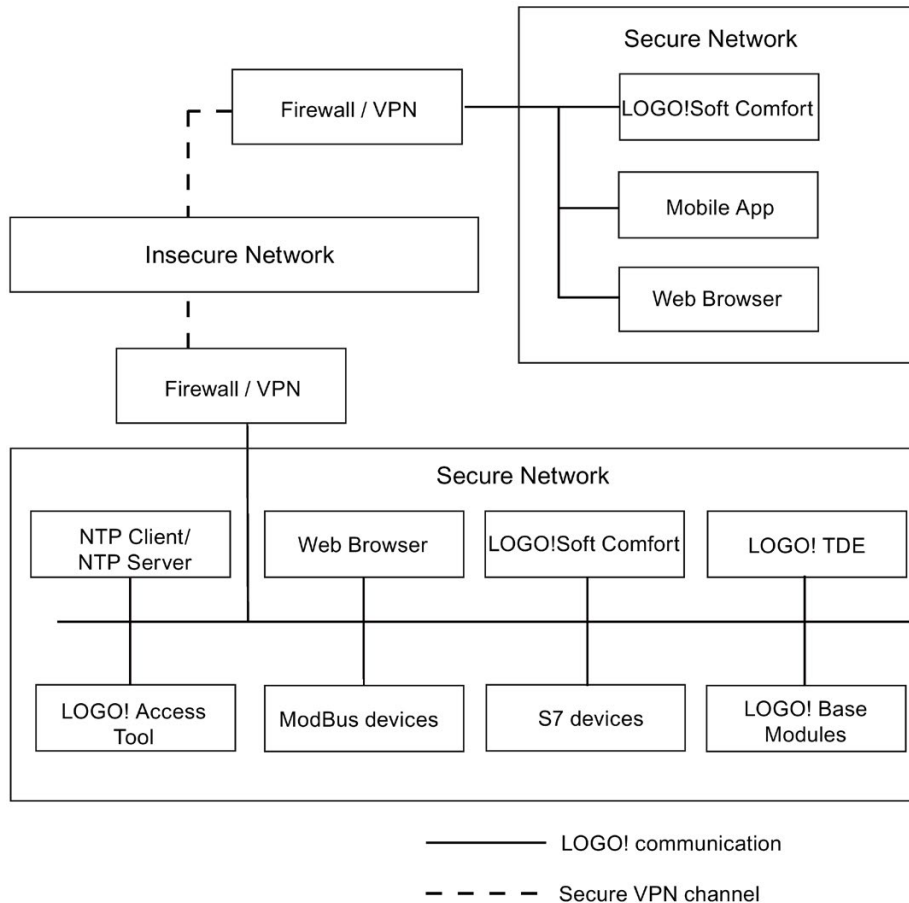 Secure Network
Firewall / VPN
LOGO!Soft Comfort
Mobile App
Insecure Network
Web Browser
Firewall / VPN
Secure Network
NTP Client/
NTP Server
Web Browser
LOGO!Soft Comfort
LOGO! TDE
LOGO! Access
Tool
ModBus devices
S7 devices
LOGO! Base
Modules
LOGO! communication
Secure VPN channel